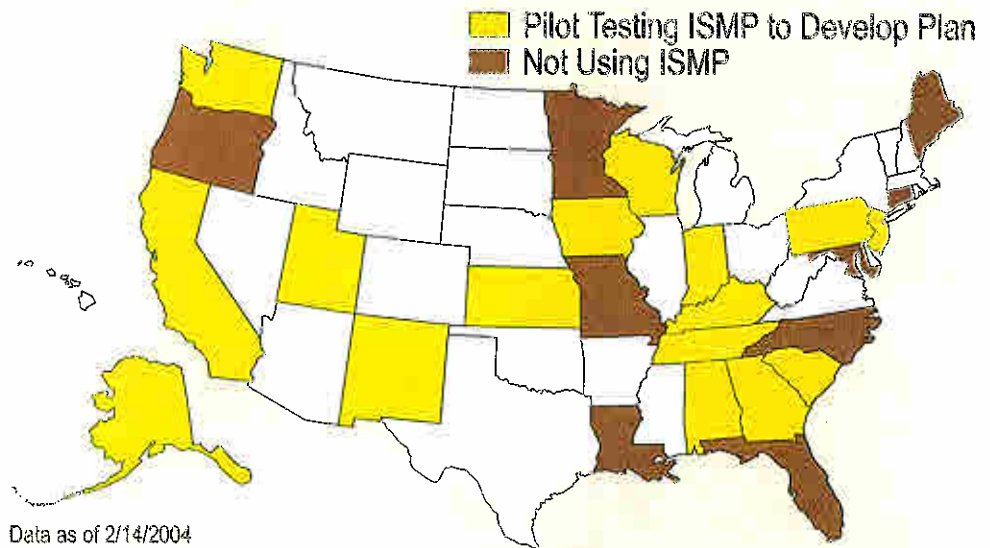 Pilot Testing ISMP to Develop Plan
Not Using ISMP
Data as of 2/14/2004